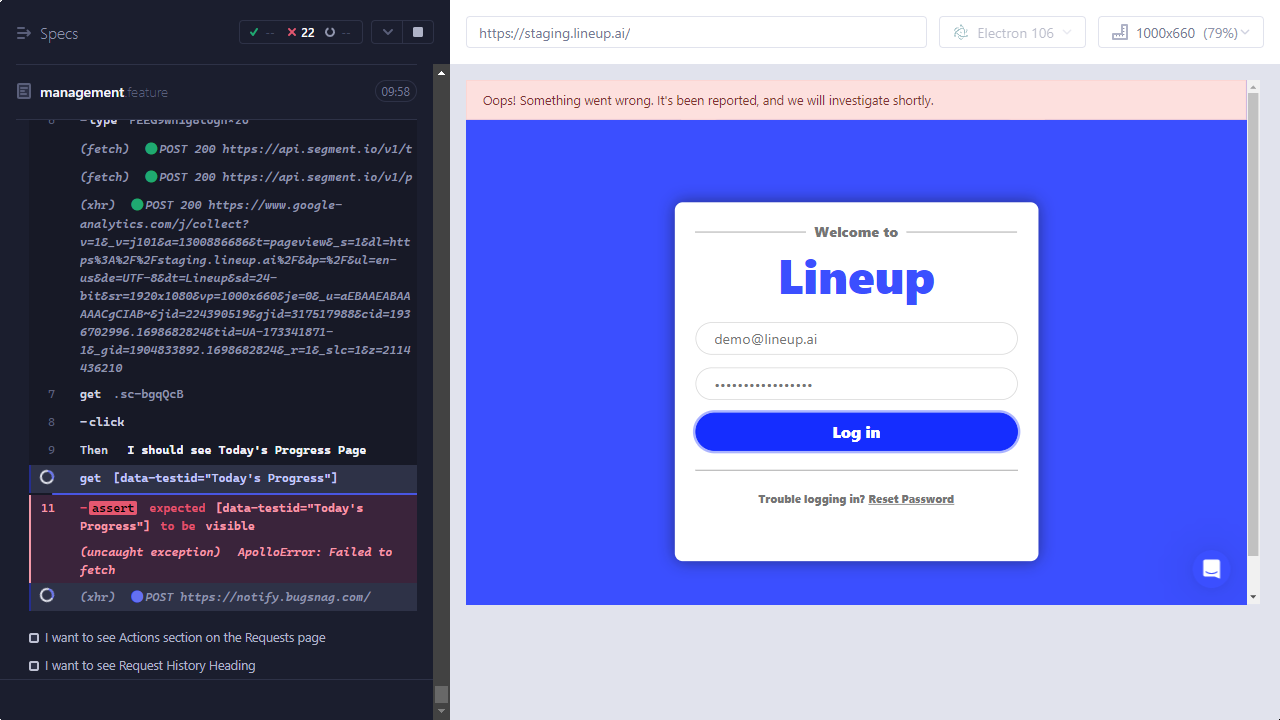 Specs
--
22
--
management.feature
09:58
-type
(fetch) POST 200 https://api.segment.io/v1/t
(fetch) POST 200 https://api.segment.io/v1/p
(xhr) POST 200 https://www.google-
analytics.com/j/collect?
v=1&_v=j101&a=1300886686&t=pageview&_s=1&dl=htt
ps%3A%2F%2Fstaging.lineup.ai%2F&dp=%2F&ul=en-
us&de=UTF-8&dt=Lineup&sd=24-
bit&sr=1920x1080&vp=1000x660&je=0&_u=aEBAAEABAA
AAACgCIAB~&jid=224390519&gjid=317517988&cid=193
6702996.1698682824&tid=UA-173341871-
1&_gid=1904833892.1698682824&_r=1&_slc=1&z=2114
436210
7 get .sc-bgqQcB
8 -click
9 Then I should see Today's Progress Page
get [data-testid="Today's Progress"]
11 -assert expected [data-testid="Today's
Progress"] to be visible
(uncaught exception) ApolloError: Failed to
fetch
(xhr) POST https://notify.bugsnag.com/
I want to see Actions section on the Requests page
I want to see Request History Heading
https://staging.lineup.ai/
Electron 106
1000x660 (79%)
Oops! Something went wrong. It's been reported, and we will investigate shortly.
Welcome to
Lineup
demo@lineup.ai
•••••••••••••••••
Log in
Trouble logging in? Reset Password